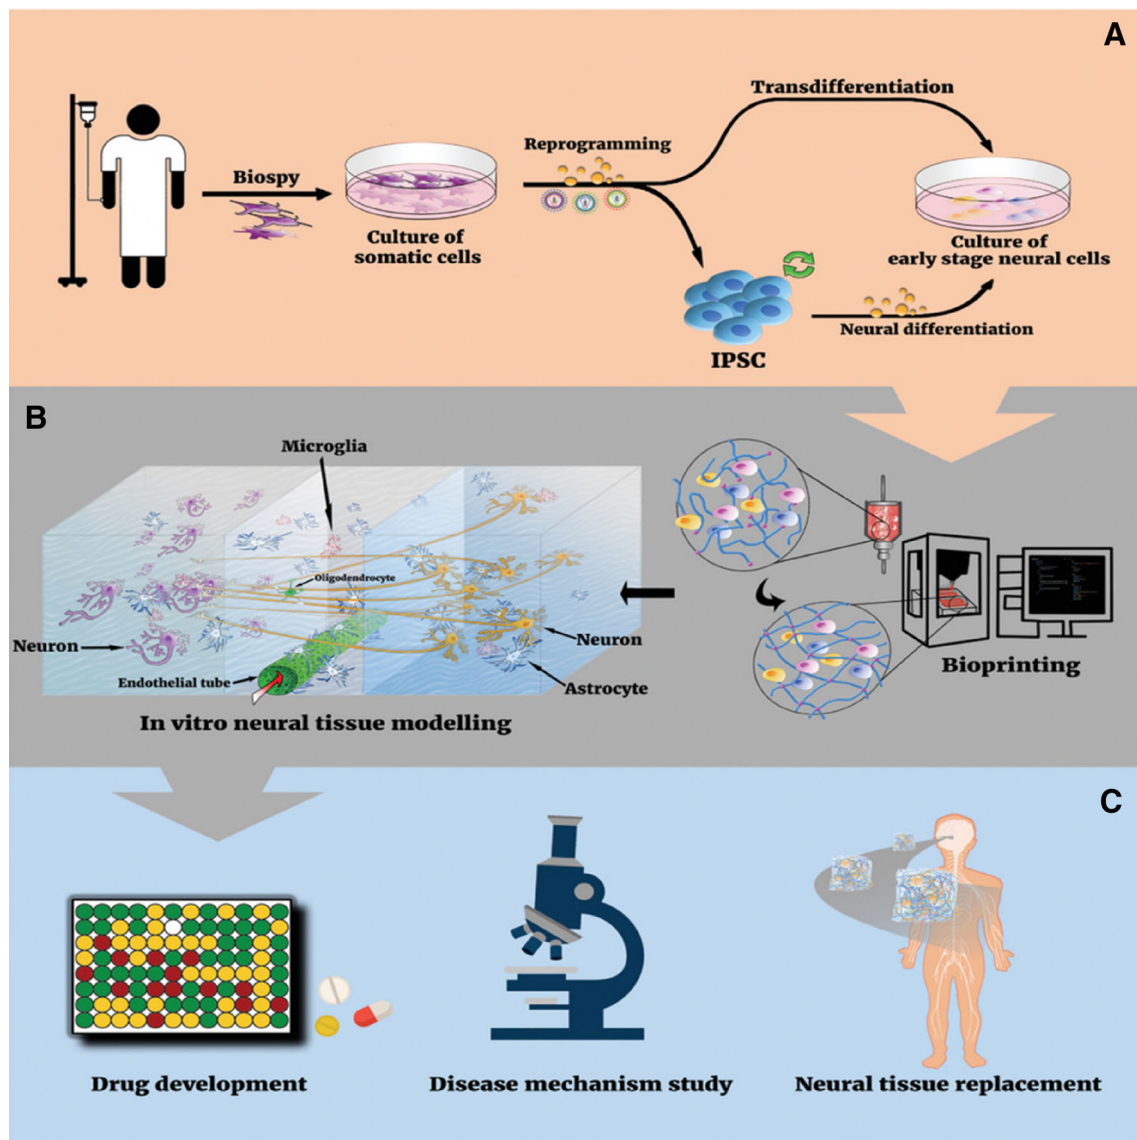 A
Transdifferentiation
Reprogramming
Biospy
Culture of
somatic cells
Culture of
early stage neural cells
Neural differentiation
IPSC
B
Microglia
Oligodendrocyte
Neuron
Neuron
Endothelial tube
Astrocyte
In vitro neural tissue modelling
Bioprinting
C
Drug development
Disease mechanism study
Neural tissue replacement